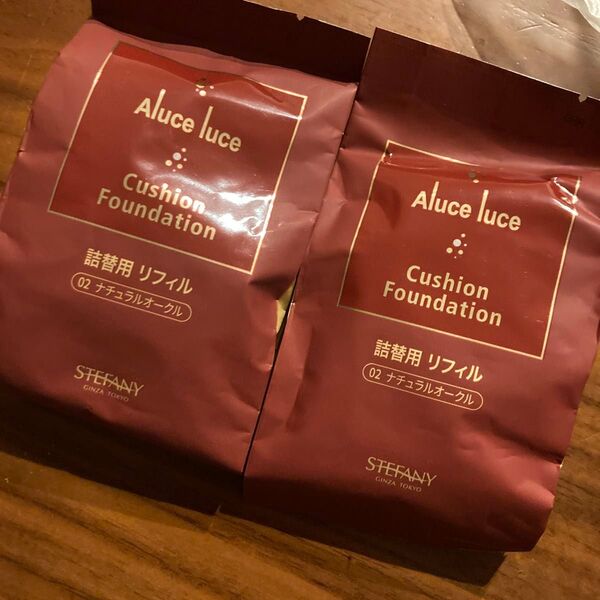 Aluce luce
Cushion
Foundation
詰替用 リフィル
02 ナチュラルオークル
STEFANY
GINZA TOKYO
Aluce luce
Cushion
Foundation
詰替用 リフィル
02 ナチュラルオークル
STEFANY
GINZA TOKYO